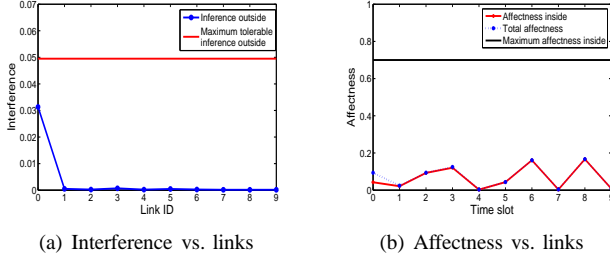 0.07
0.06
0.05
0.04
0.03
0.02
0.01
0
Interference
0 1 2 3 4 5 6 7 8 9
Link ID
Inference outside
Maximum tolerable
inference outside
(a) Interference vs. links
1
0.8
0.6
0.4
0.2
0
Affectness
0 1 2 3 4 5 6 7 8 9
Time slot
Affectness inside
Total affectness
Maximum affectness inside
(b) Affectness vs. links